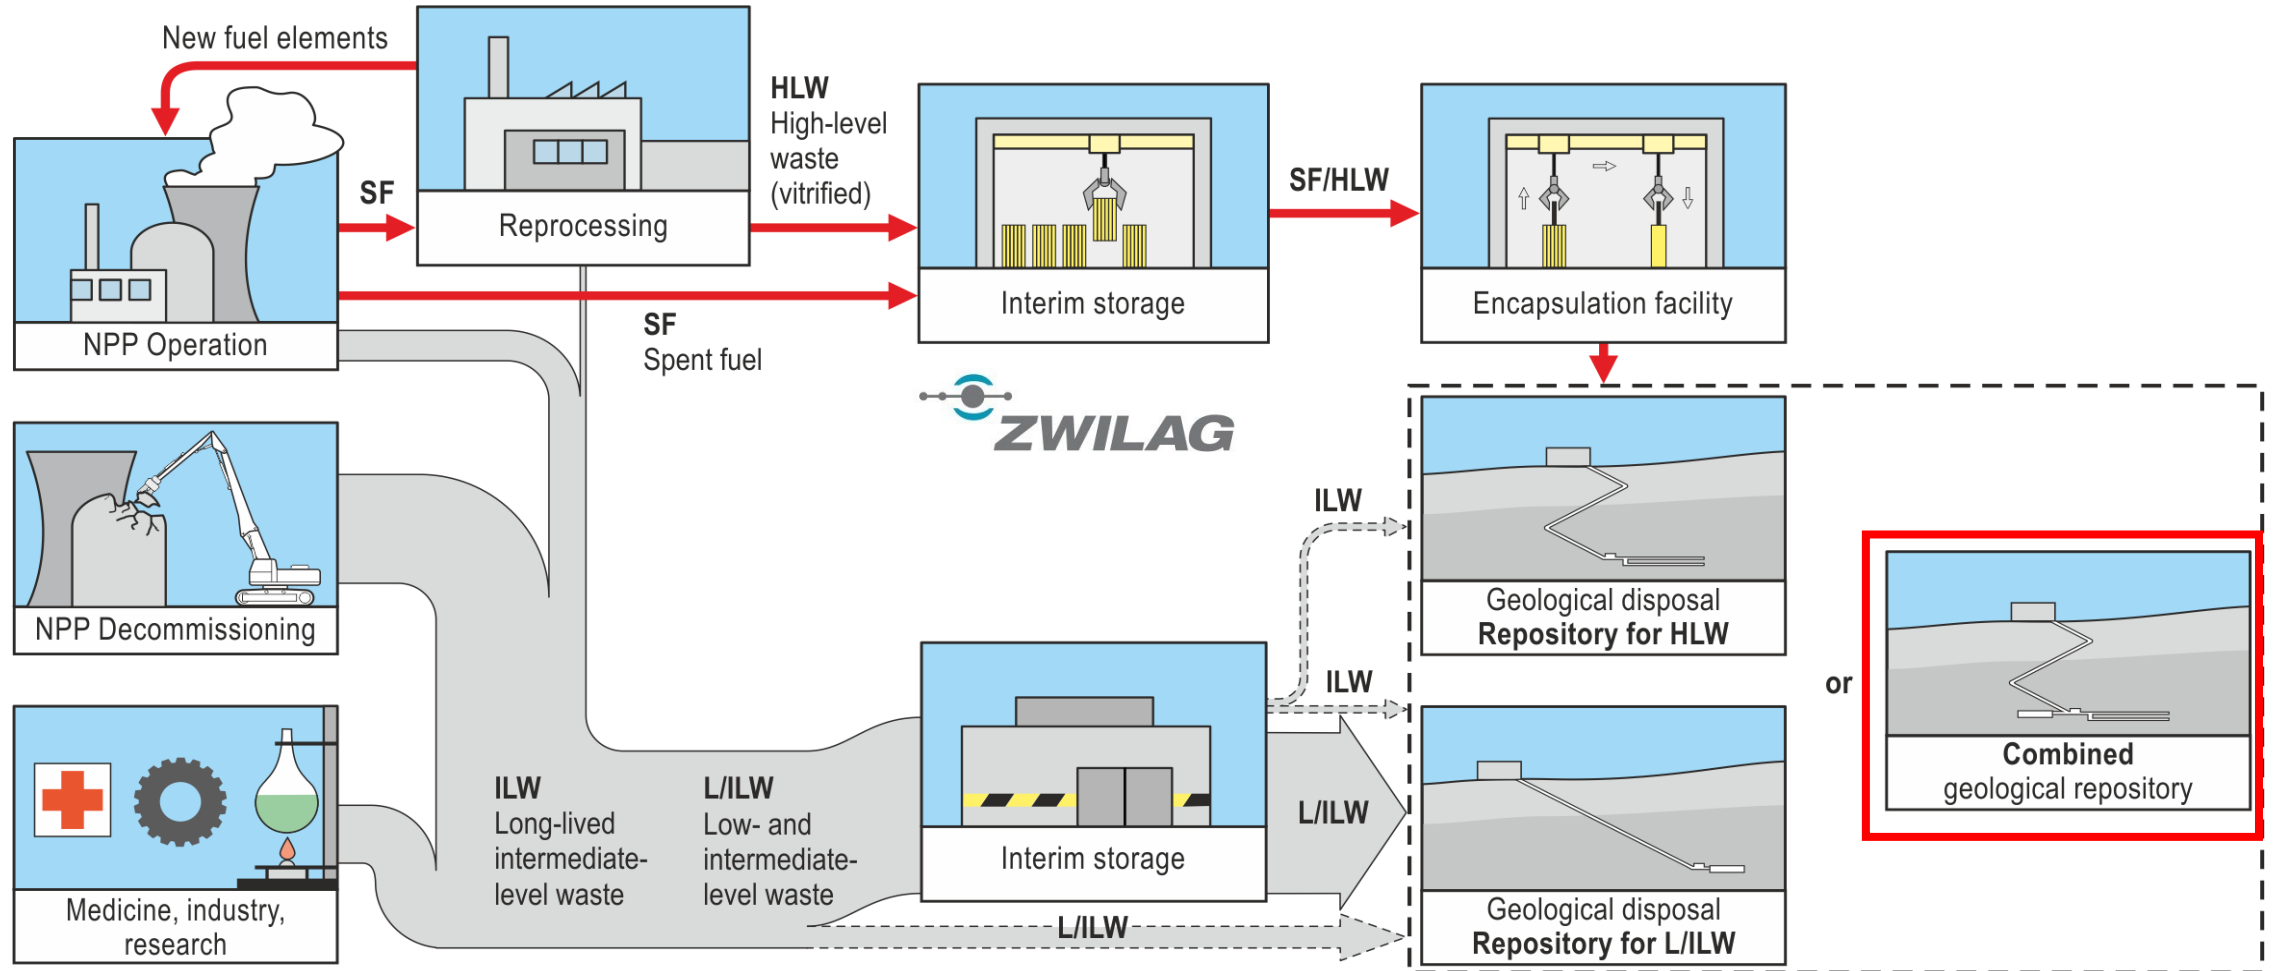 New fuel elements
HLW
High-level
waste
(vitrified)
SF
SF/HLW
Reprocessing
Interim storage
Encapsulation facility
NPP Operation
SF
Spent fuel
ZWILAG
ILW
Geological disposal
Repository for HLW
NPP Decommissioning
ILW
or
Combined
geological repository
ILW
Long-lived
intermediate-
level waste
L/ILW
Low- and
intermediate-
level waste
Interim storage
L/ILW
Medicine, industry,
research
L/ILW
Geological disposal
Repository for L/ILW